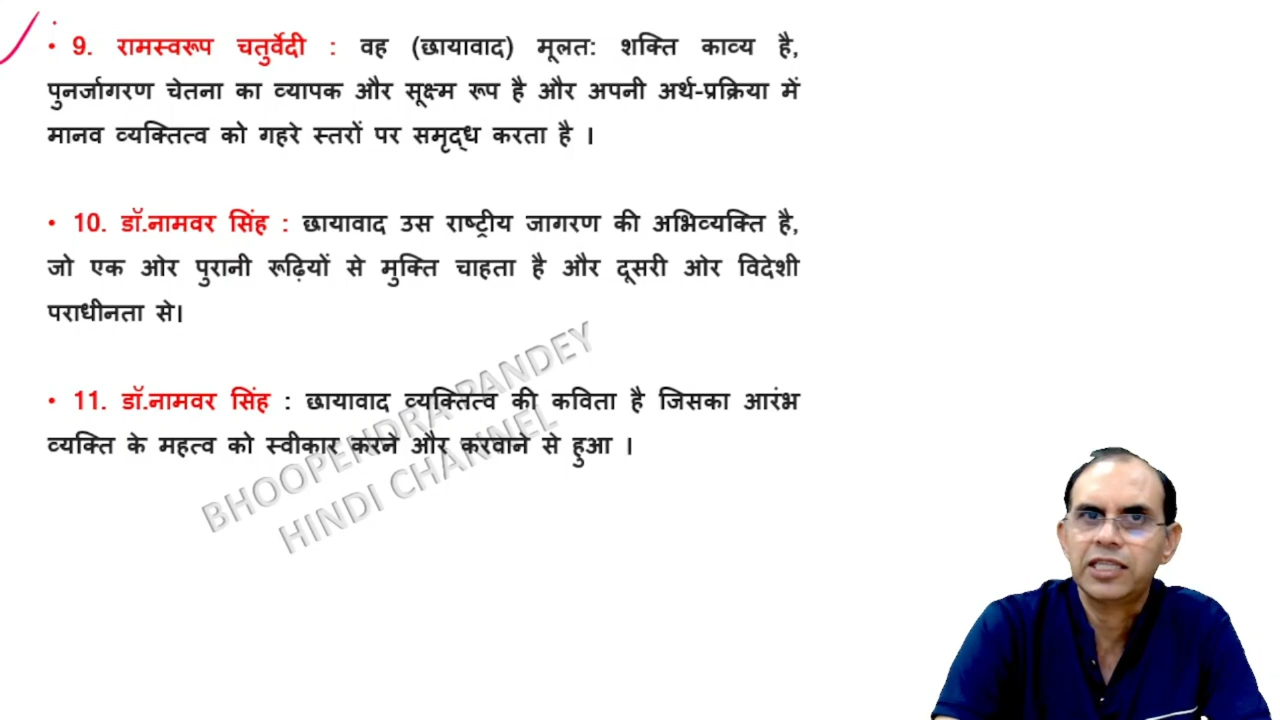 • 9. रामस्वरूप चतुर्वेदी : वह (छायावाद) मूलत: शक्ति काव्य है,
पुनर्जागरण चेतना का व्यापक और सूक्ष्म रूप है और अपनी अर्थ-प्रक्रिया में
मानव व्यक्तित्व को गहरे स्तरों पर समृद्ध करता है ।
• 10. डॉ.नामवर सिंह : छायावाद उस राष्ट्रीय जागरण की अभिव्यक्ति है,
जो एक ओर पुरानी रूढ़ियों से मुक्ति चाहता है और दूसरी ओर विदेशी
पराधीनता से।
• 11. डॉ.नामवर सिंह : छायावाद व्यक्तित्व की कविता है जिसका आरंभ
व्यक्ति के महत्व को स्वीकार करने और करवाने से हुआ ।
BHOOPENDRA PANDEY
HINDI CHANNEL